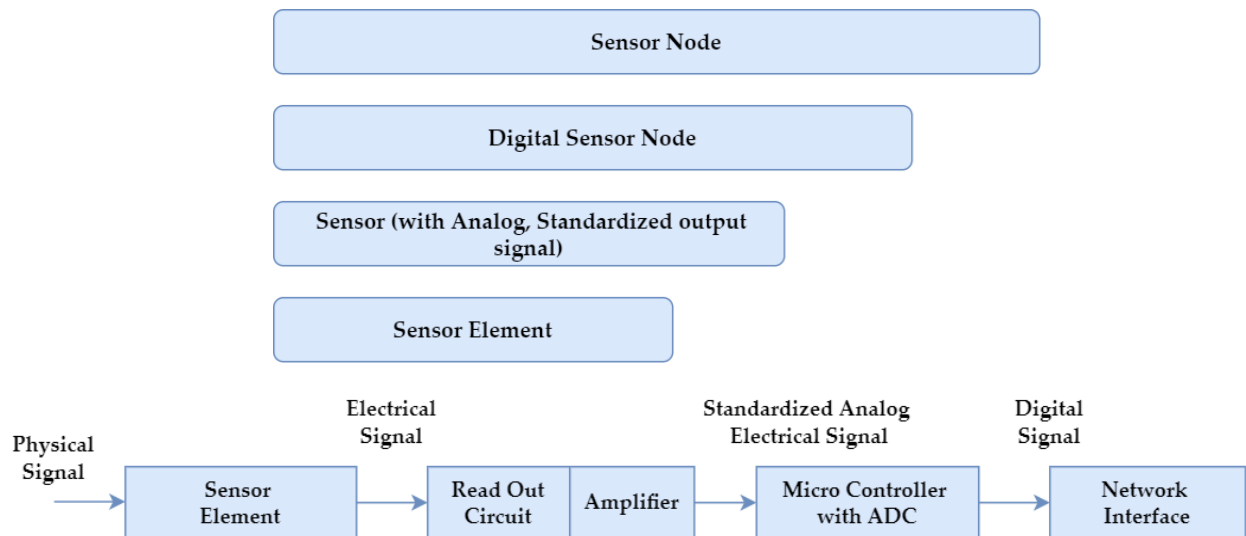 Sensor Node
Digital Sensor Node
Sensor (with Analog, Standardized output
signal)
Sensor Element
Physical
Signal
Sensor
Element
Electrical
Signal
Read Out
Circuit
Amplifier
Standardized Analog
Electrical Signal
Micro Controller
with ADC
Digital
Signal
Network
Interface